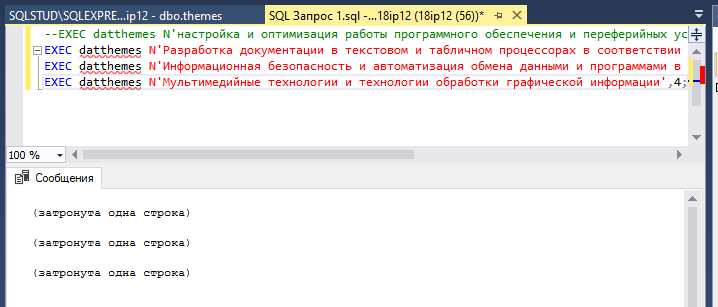 SQLSTUD\SQLEXPRE...ip12 - dbo.themes
SQL Запрос 1.sql -...18ip12 (18ip12 (56))*
--EXEC datthemes N'настройка и оптимизация работы програмного обеспечения и переферийных ус
EXEC datthemes N'Разработка документации в текстовом и табличном процессорах в соответствии
EXEC datthemes N'Информационная безопасность и автоматизация обмена данными и программами в
EXEC datthemes N'Мультимедийные технологии и технологии обработки графической информации',4;
100 %
Сообщения
(затронута одна строка)
(затронута одна строка)
(затронута одна строка)